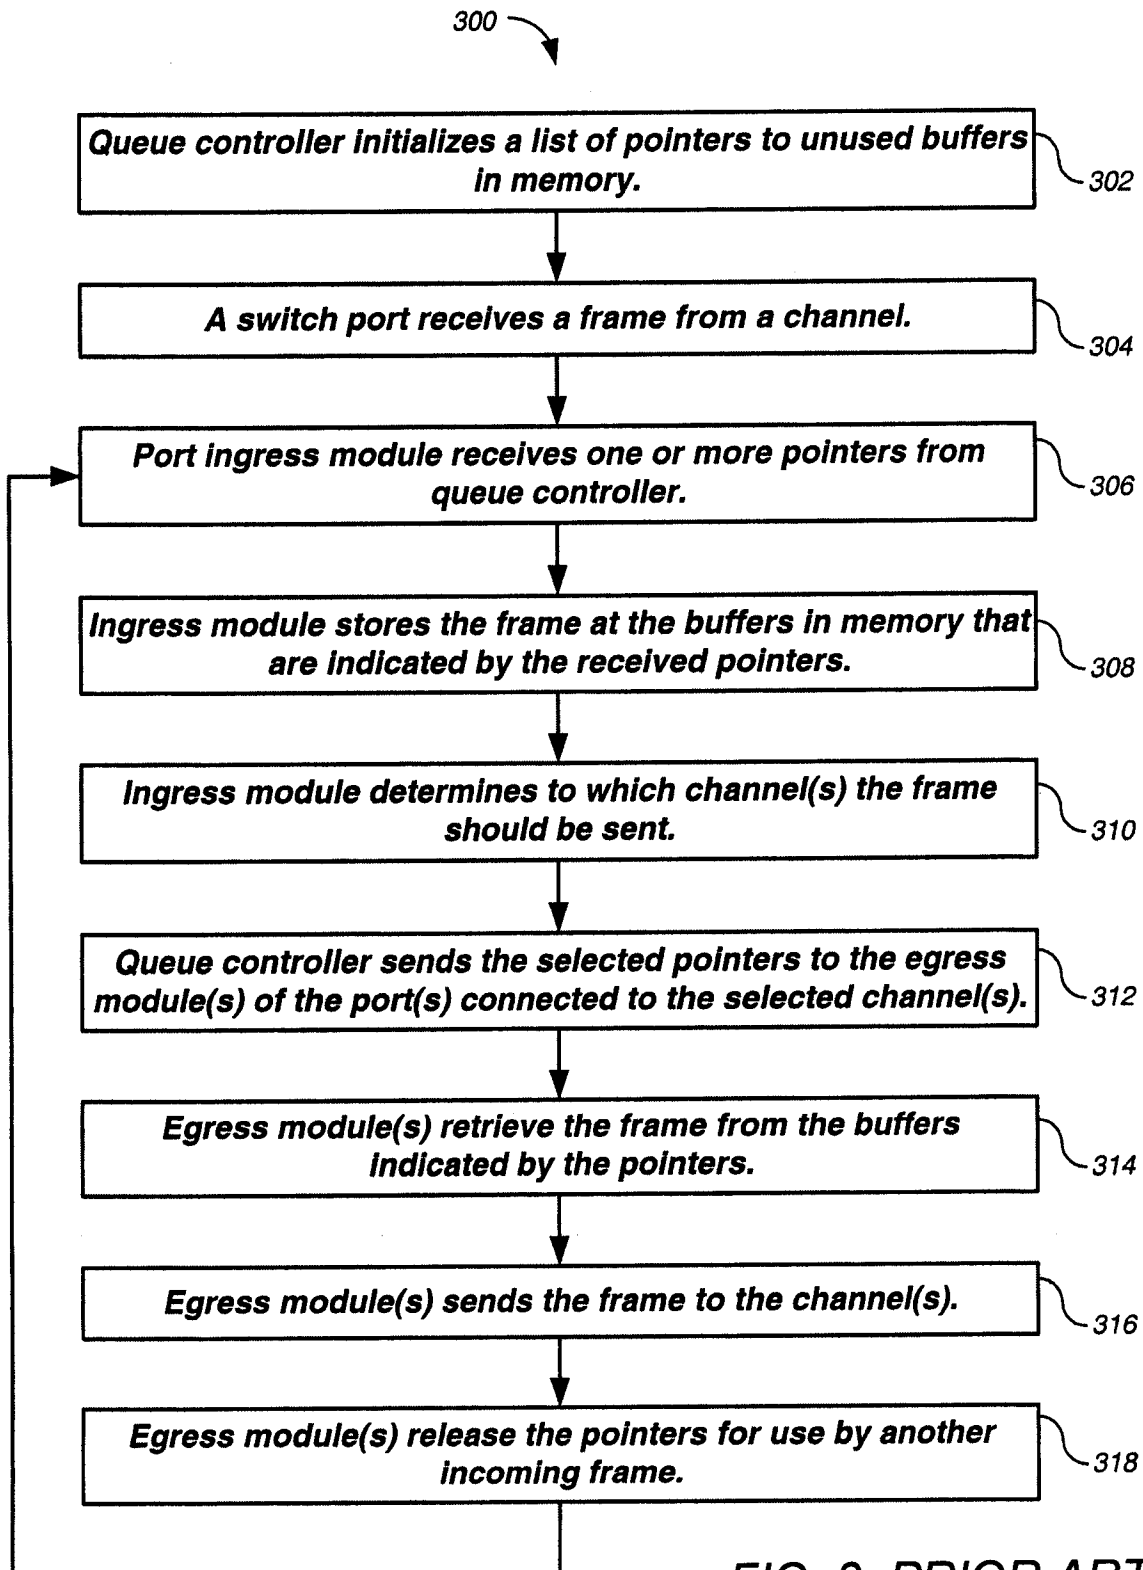 300
Queue controller initializes a list of pointers to unused buffers
in memory.
302
A switch port receives a frame from a channel.
304
Port ingress module receives one or more pointers from
queue controller.
306
Ingress module stores the frame at the buffers in memory that
are indicated by the received pointers.
308
Ingress module determines to which channel(s) the frame
should be sent.
310
Queue controller sends the selected pointers to the egress
module(s) of the port(s) connected to the selected channel(s).
312
Egress module(s) retrieve the frame from the buffers
indicated by the pointers.
314
Egress module(s) sends the frame to the channel(s).
316
Egress module(s) release the pointers for use by another
incoming frame.
318
PRIOR ART